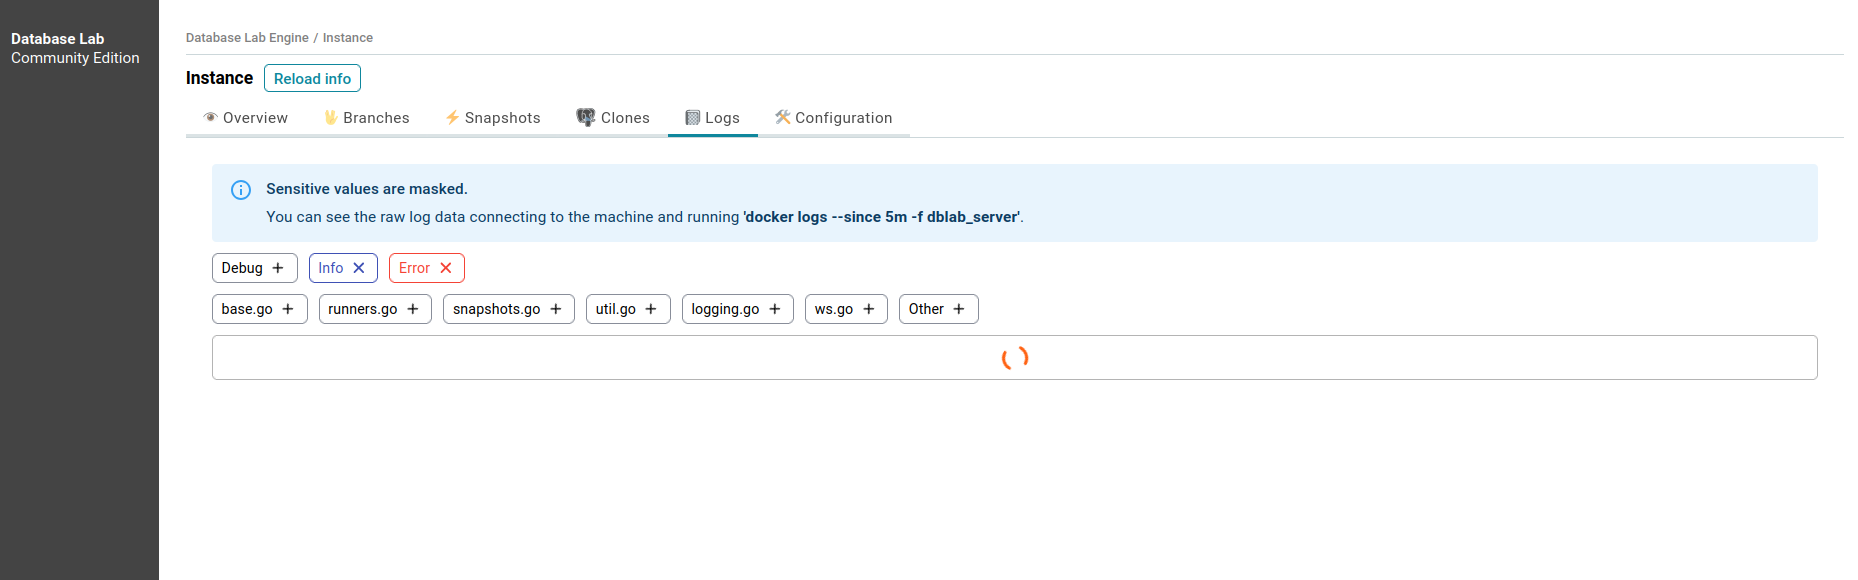 Database Lab
Community Edition
Database Lab Engine / Instance
Instance Reload info
Overview Branches Snapshots Clones Logs Configuration
Sensitive values are masked.
You can see the raw log data connecting to the machine and running 'docker logs --since 5m -f dblab_server'.
Debug + Info × Error ×
base.go + runners.go + snapshots.go + util.go + logging.go + ws.go + Other +